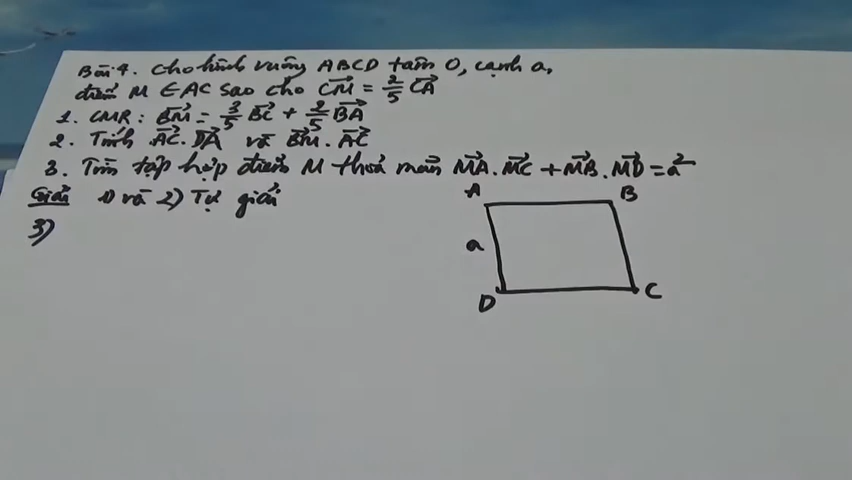 Bài 4. Cho hình vuông ABCD tâm O, cạnh a,
điểm M ∈ AC sao cho CM⃗ = 2/5 CA⃗
1. CMR: BM⃗ = 3/5 BC⃗ + 2/5 BA⃗
2. Tính AC⃗.DA⃗ và BM⃗.AC⃗
3. Tìm tập hợp điểm M thoả mãn MA⃗.MC⃗ + MB⃗.MD⃗ = a²
Giải 1) và 2) Tự giải
3)
A B
a
D C